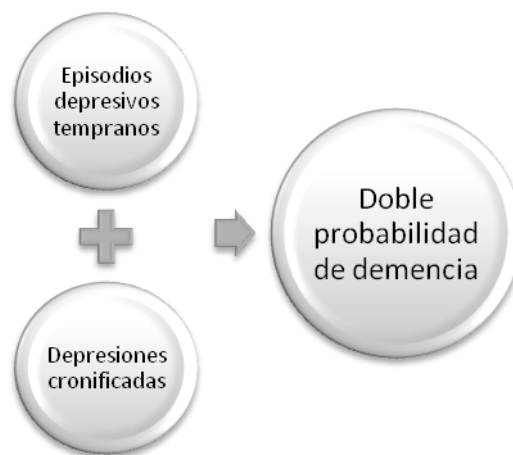 Episodios
depresivos
tempranos
Depresiones
cronificadas
Doble
probabilidad
de demencia